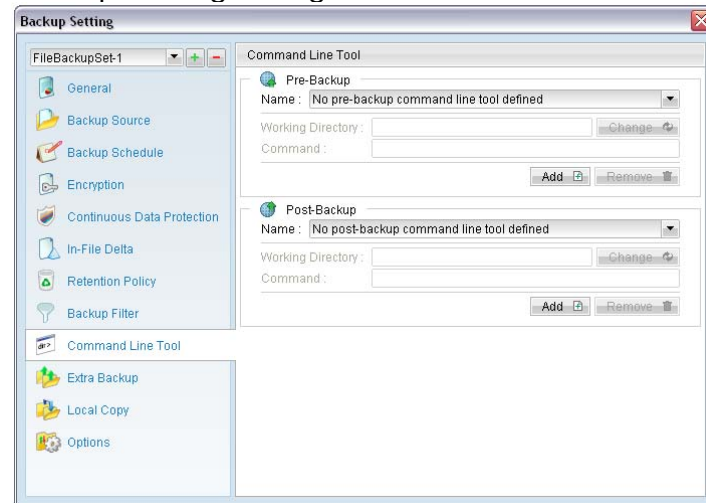 Backup Setting
FileBackupSet-1
General
Backup Source
Backup Schedule
Encryption
Continuous Data Protection
In-File Delta
Retention Policy
Backup Filter
Command Line Tool
Extra Backup
Local Copy
Options
Command Line Tool
Pre-Backup
Name : No pre-backup command line tool defined
Working Directory : Change
Command :
Add Remove
Post-Backup
Name : No post-backup command line tool defined
Working Directory : Change
Command :
Add Remove